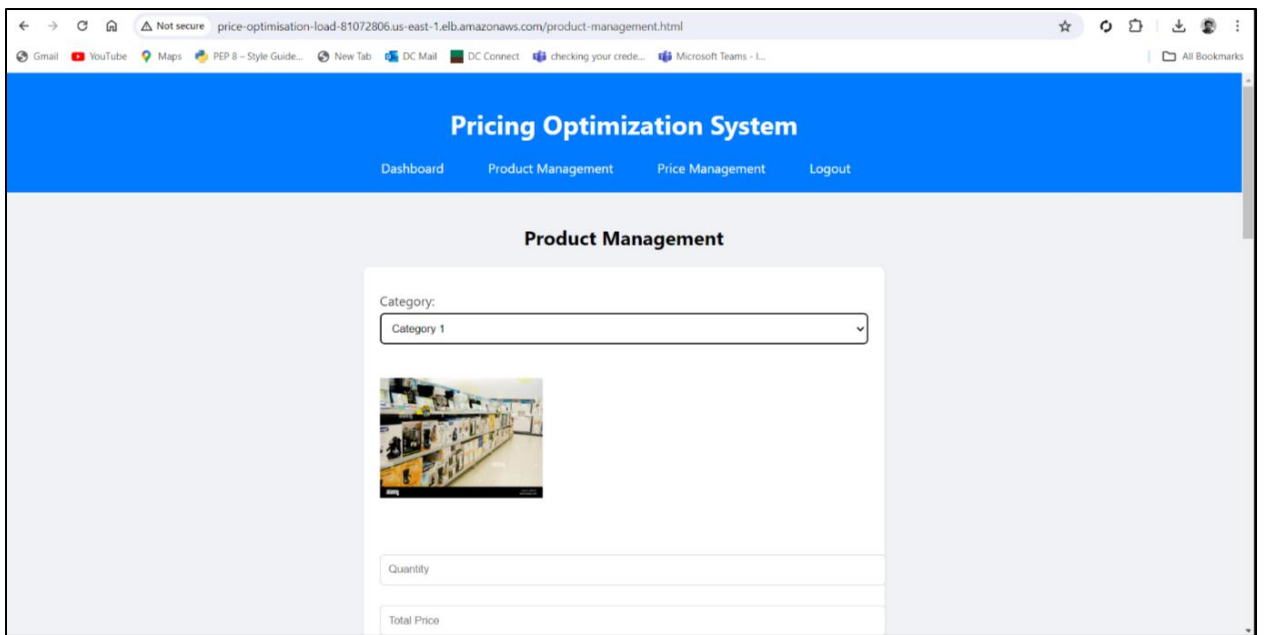 Not secure price-optimisation-load-81072806.us-east-1.elb.amazonaws.com/product-management.html
Gmail YouTube Maps PEP 8 – Style Guide... New Tab DC Mail DC Connect checking your crede... Microsoft Teams - l... All Bookmarks
Pricing Optimization System
Dashboard Product Management Price Management Logout
Product Management
Category:
Category 1
Quantity
Total Price